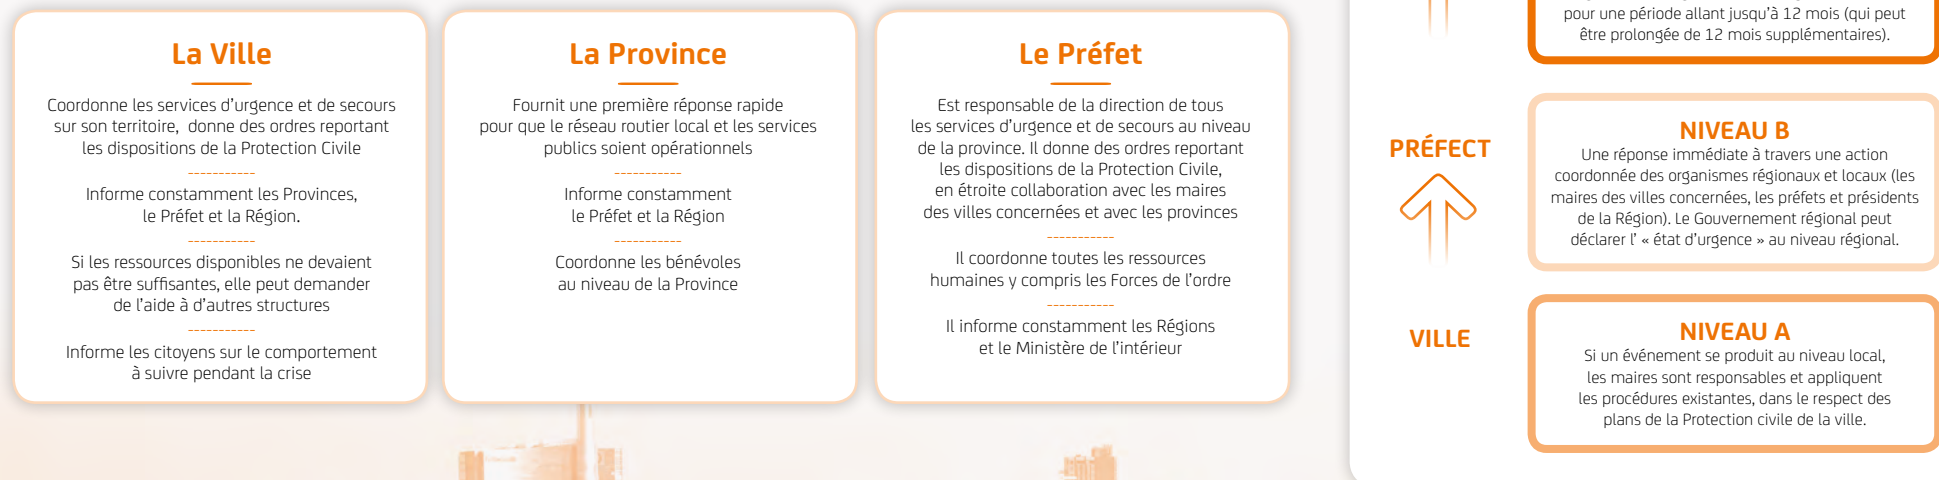 La Ville
Coordonne les services d'urgence et de secours
sur son territoire, donne des ordres reportant
les dispositions de la Protection Civile
-----------
Informe constamment les Provinces,
le Préfet et la Région.
-----------
Si les ressources disponibles ne devaient
pas être suffisantes, elle peut demander
de l'aide à d'autres structures
-----------
Informe les citoyens sur le comportement
à suivre pendant la crise
La Province
Fournit une première réponse rapide
pour que le réseau routier local et les services
publics soient opérationnels
-----------
Informe constamment
le Préfet et la Région
-----------
Coordonne les bénévoles
au niveau de la Province
Le Préfet
Est responsable de la direction de tous
les services d'urgence et de secours au niveau
de la province. Il donne des ordres reportant
les dispositions de la Protection Civile,
en étroite collaboration avec les maires
des villes concernées et avec les provinces
-----------
Il coordonne toutes les ressources
humaines y compris les Forces de l'ordre
-----------
Il informe constamment les Régions
et le Ministère de l'intérieur
pour une période allant jusqu'à 12 mois (qui peut
être prolongée de 12 mois supplémentaires).
PRÉFECT
NIVEAU B
Une réponse immédiate à travers une action
coordonnée des organismes régionaux et locaux (les
maires des villes concernées, les préfets et présidents
de la Région). Le Gouvernement régional peut
déclarer l' « état d'urgence » au niveau régional.
VILLE
NIVEAU A
Si un événement se produit au niveau local,
les maires sont responsables et appliquent
les procédures existantes, dans le respect des
plans de la Protection civile de la ville.